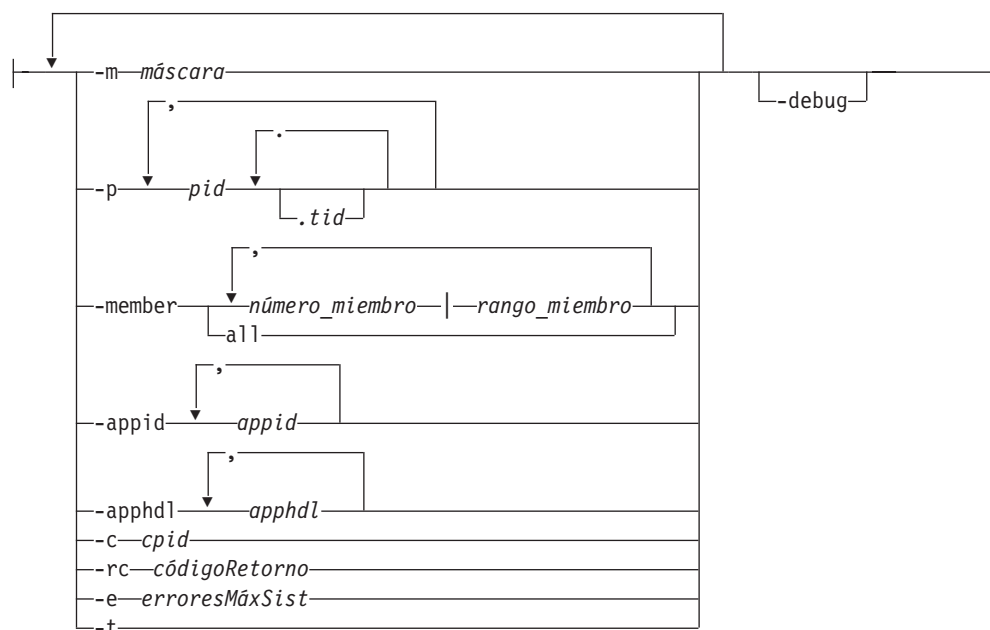 -m máscara
-debug
,
.
-p pid
.tid
,
-member número_miembro | rango_miembro
all
,
-appid appid
,
-apphdl apphdl
-c cpid
-rc códigoRetorno
-e erroresMáxSist
-t